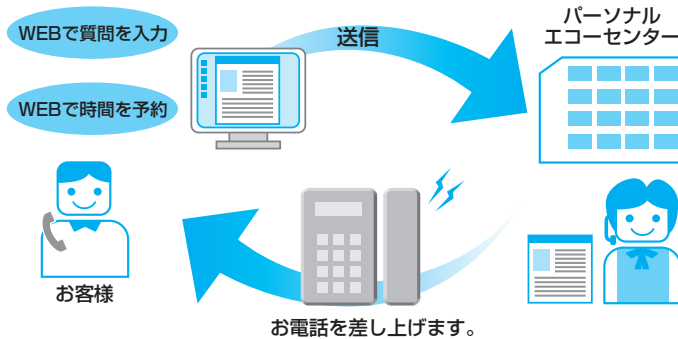 WEBで質問を入力
送信
パーソナル
エコーセンター
WEBで時間を予約
お客様
お電話を差し上げます。